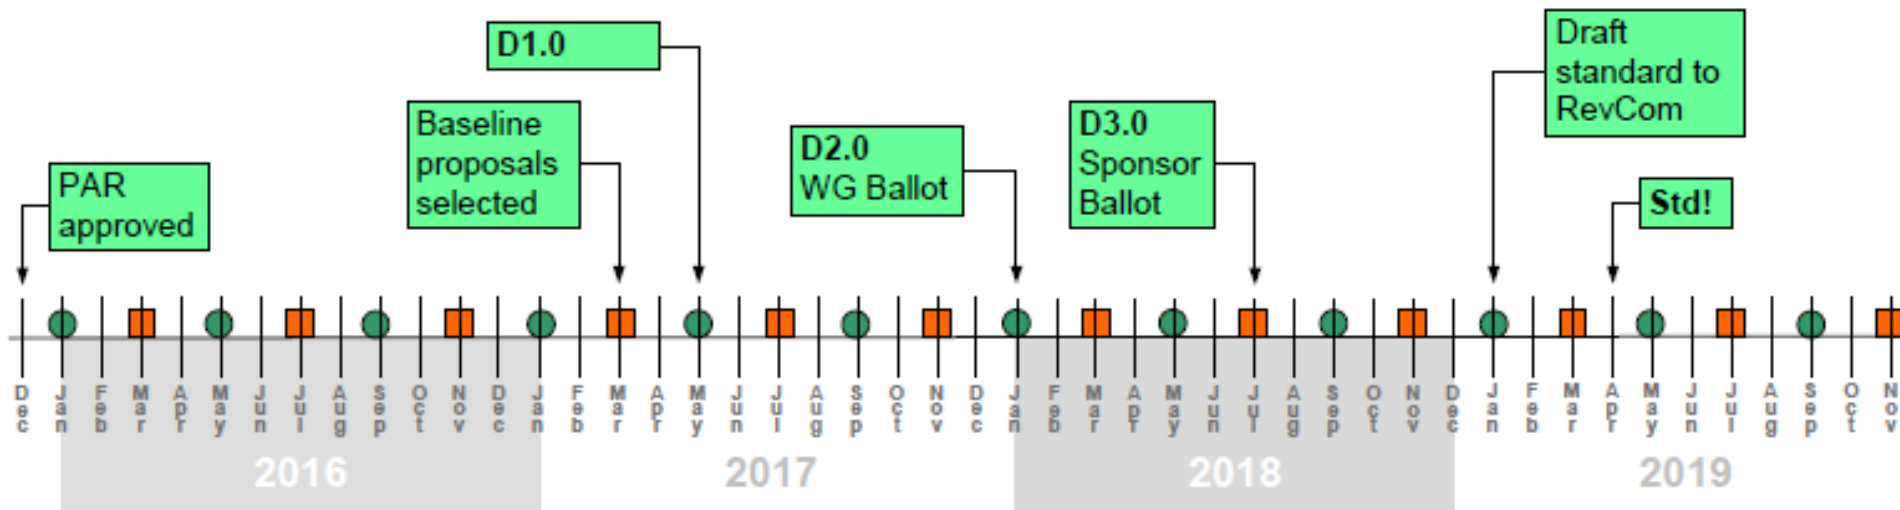 D1.0
Draft
standard to
RevCom
Baseline
proposals
selected
D2.0
WG Ballot
D3.0
Sponsor
Ballot
PAR
approved
Std!
Dec Jan Feb Mar Apr May Jun Jul Aug Sep Oct Nov Dec Jan Feb Mar Apr May Jun Jul Aug Sep Oct Nov Dec Jan Feb Mar Apr May Jun Jul Aug Sep Oct Nov Dec Jan Feb Mar Apr May Jun Jul Aug Sep Oct Nov
2016 2017 2018 2019